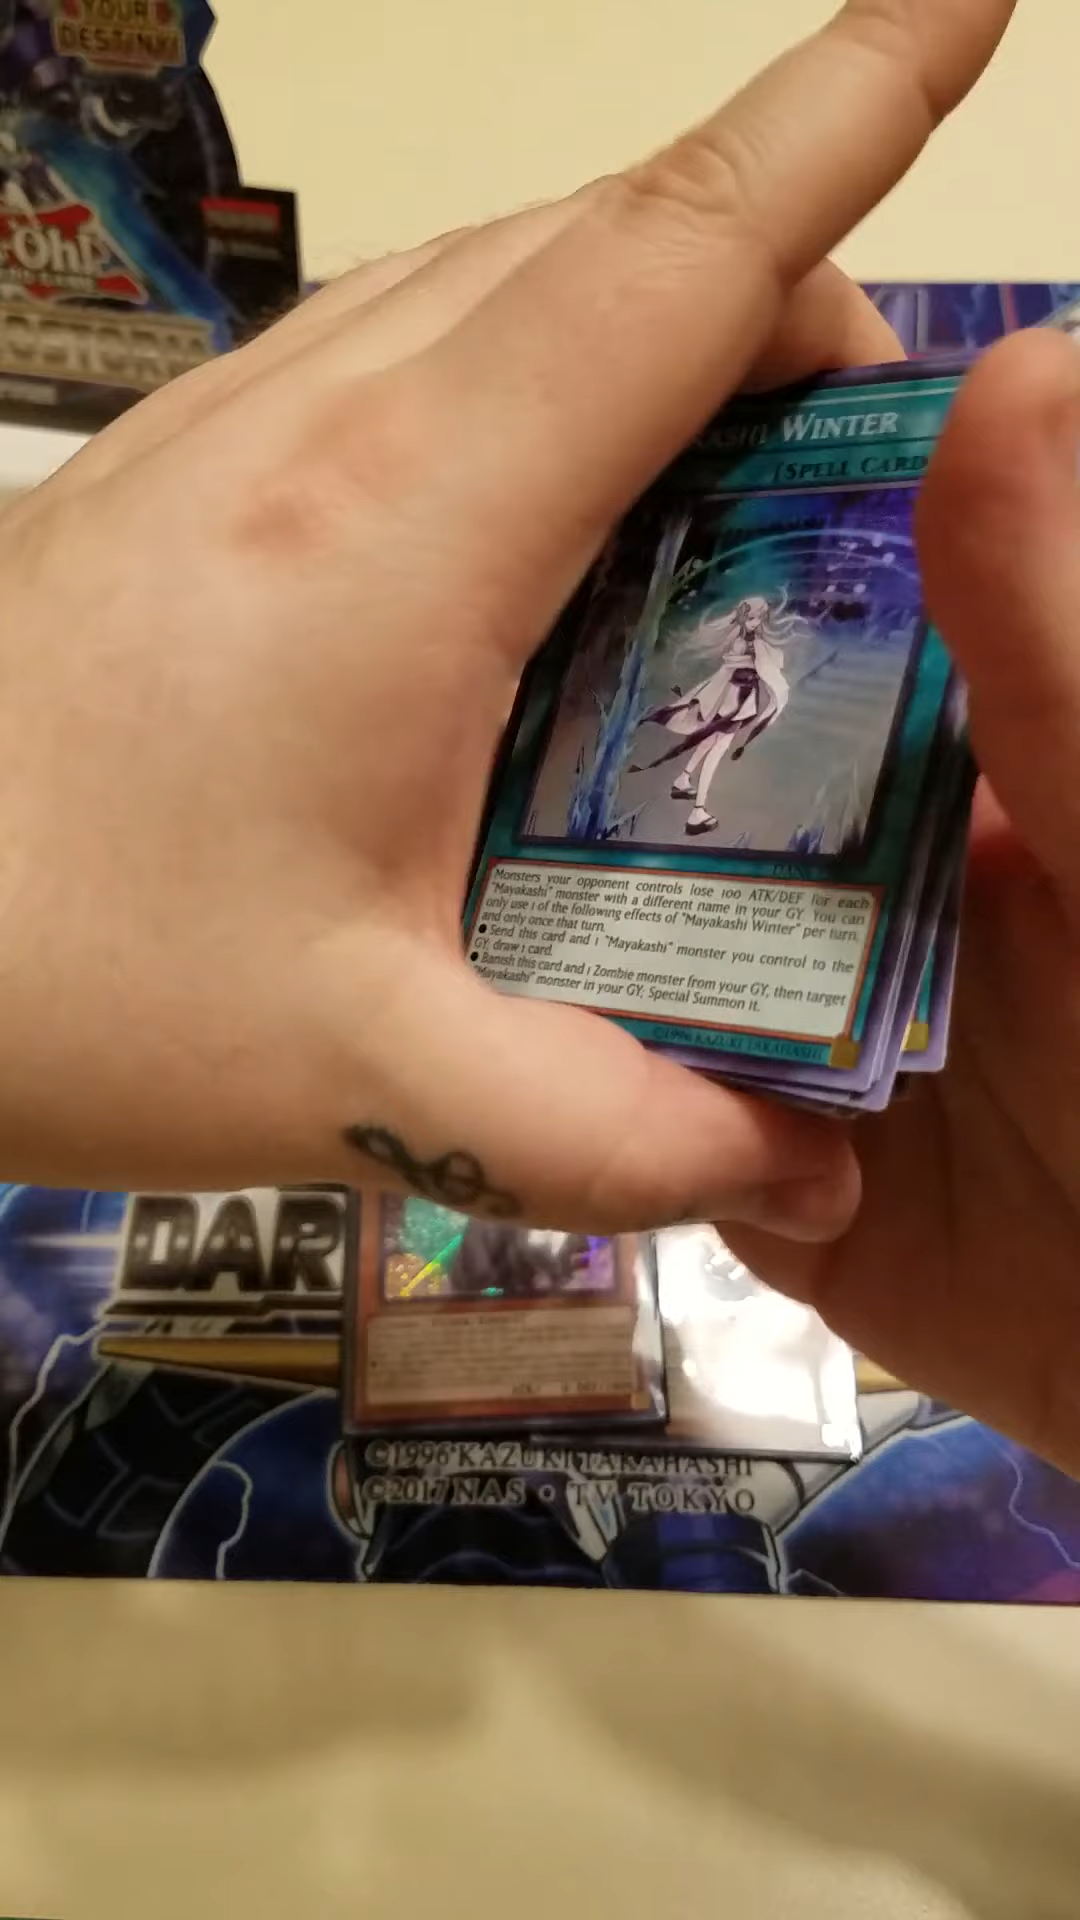 YOUR
DESTINY!
Oh!
KASHI WINTER
[SPELL CARD
Monsters your opponent controls lose 100 ATK/DEF for each
"Mayakashi" monster with a different name in your GY. You can
only use 1 of the following effects of "Mayakashi Winter" per turn,
and only once that turn.
● Send this card and 1 "Mayakashi" monster you control to the
GY; draw 1 card.
● Banish this card and 1 Zombie monster from your GY, then target
"Mayakashi" monster in your GY; Special Summon it.
©1996 KAZUKI TAKAHASHI
DAR
©1996 KAZUKI TAKAHASHI
©2017 NAS • TV TOKYO